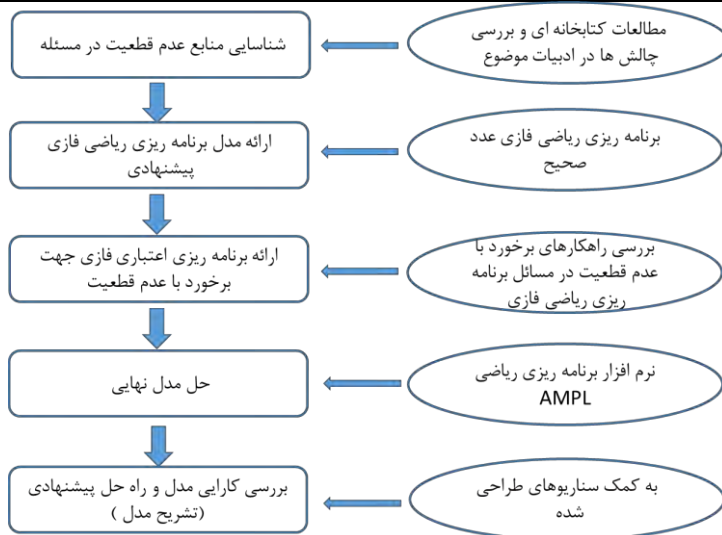 شناسایی منابع عدم قطعیت در مسئله
مطالعات کتابخانه ای و بررسی
چالش ها در ادبیات موضوع
ارائه مدل برنامه ریزی ریاضی فازی
پیشنهادی
برنامه ریزی ریاضی فازی عدد
صحیح
ارائه برنامه ریزی اعتباری فازی جهت
برخورد با عدم قطعیت
بررسی راهکارهای برخورد با
عدم قطعیت در مسائل برنامه
ریزی ریاضی فازی
حل مدل نهایی
نرم افزار برنامه ریزی ریاضی
AMPL
بررسی کارایی مدل و راه حل پیشنهادی
(تشریح مدل )
به کمک سناریوهای طراحی
شده